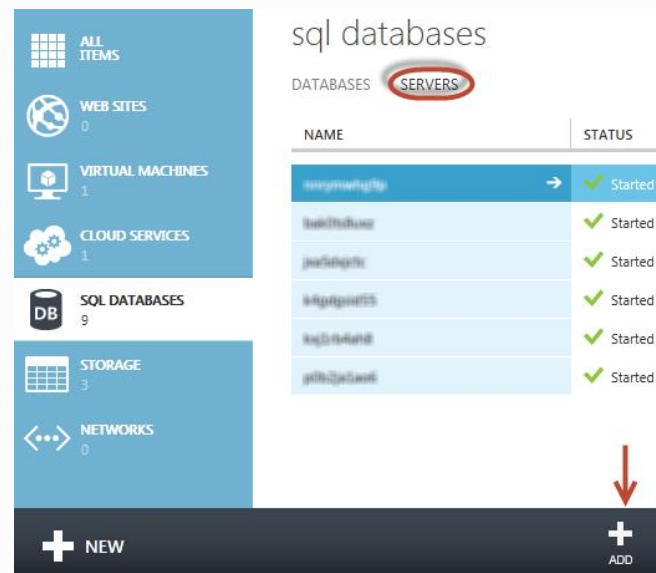 ALL
ITEMS
WEB SITES
0
VIRTUAL MACHINES
1
CLOUD SERVICES
1
DB
SQL DATABASES
9
STORAGE
3
NETWORKS
0
sql databases
DATABASES SERVERS
NAME STATUS
Started
Started
Started
Started
Started
Started
NEW
ADD